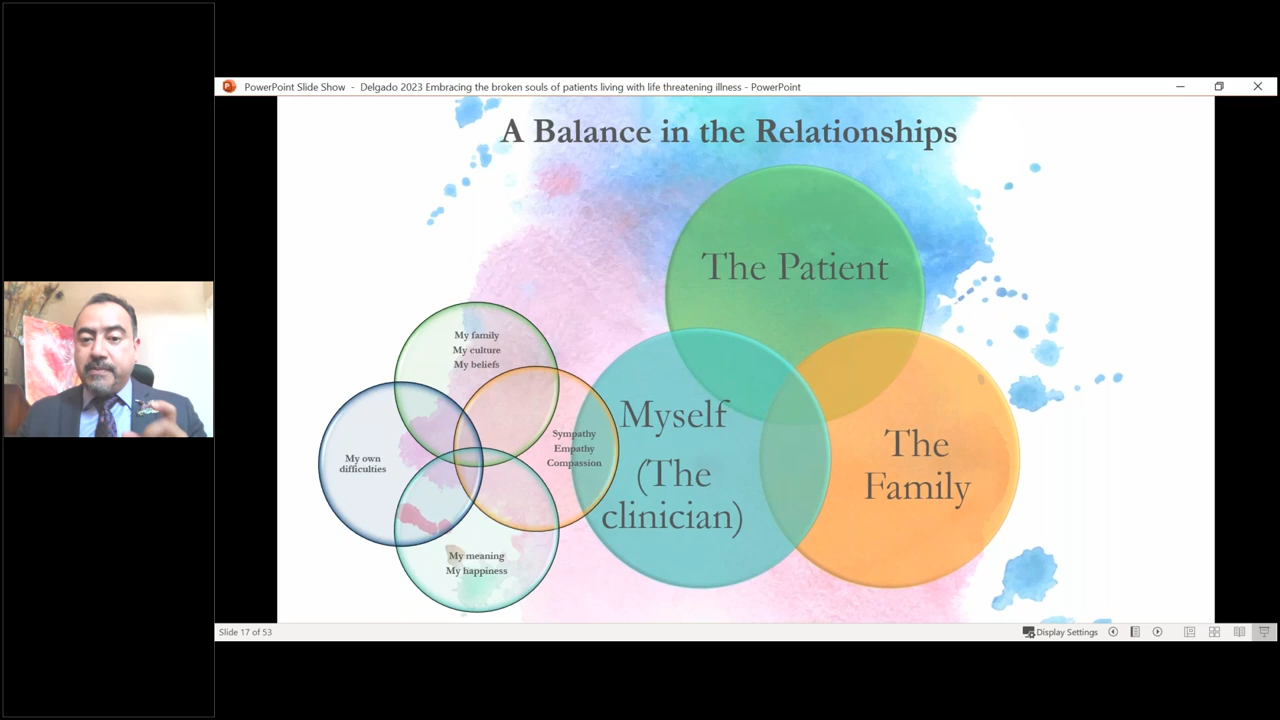 PowerPoint Slide Show - Delgado 2023 Embracing the broken souls of patients living with life threatening illness - PowerPoint
A Balance in the Relationships
The Patient
My family
My culture
My beliefs
Sympathy
Empathy
Compassion
My own
difficulties
My meaning
My happiness
Myself
(The
clinician)
The
Family
Slide 17 of 53
Display Settings